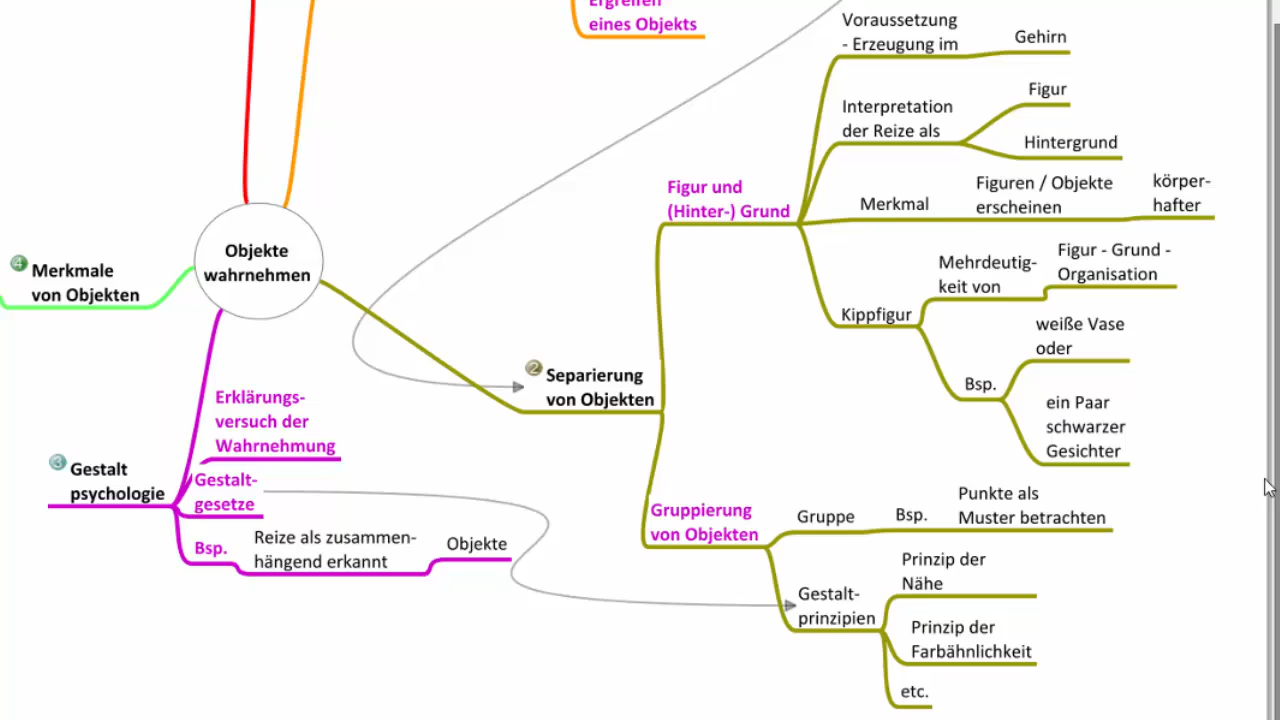 Ergreifen
eines Objekts
Objekte
wahrnehmen
4
Merkmale
von Objekten
2
Separierung
von Objekten
Figur und
(Hinter-) Grund
Voraussetzung
- Erzeugung im
Gehirn
Interpretation
der Reize als
Figur
Hintergrund
Merkmal
Figuren / Objekte
erscheinen
körper-
hafter
Kippfigur
Mehrdeutig-
keit von
Figur - Grund -
Organisation
Bsp.
weiße Vase
oder
ein Paar
schwarzer
Gesichter
Gruppierung
von Objekten
Gruppe
Bsp.
Punkte als
Muster betrachten
Gestalt-
prinzipien
Prinzip der
Nähe
Prinzip der
Farbähnlichkeit
etc.
3
Gestalt
psychologie
Erklärungs-
versuch der
Wahrnehmung
Gestalt-
gesetze
Bsp.
Reize als zusammen-
hängend erkannt
Objekte